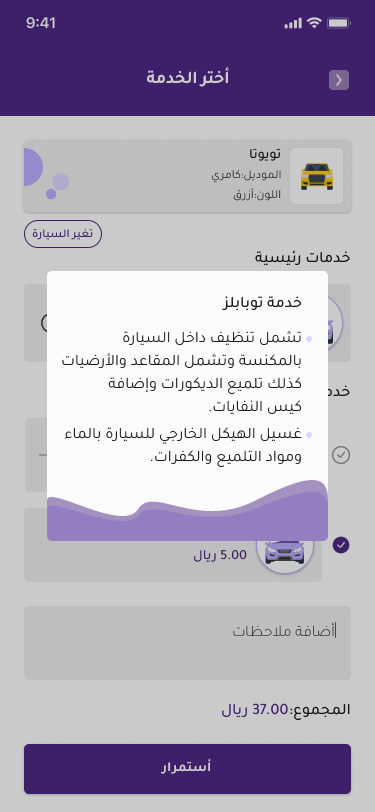 9:41
أختر الخدمة
تويوتا
الموديل:كامري
اللون:أزرق
تغير السيارة
خدمات رئيسية
خدمة توبابلز
تشمل تنظيف داخل السيارة
بالمكنسة وتشمل المقاعد والأرضيات
كذلك تلميع الديكورات وإضافة
كيس النفايات.
غسيل الهيكل الخارجي للسيارة بالماء
ومواد التلميع والكفرات.
5.00 ريال
أضافة ملاحظات
المجموع:37.00 ريال
أستمرار